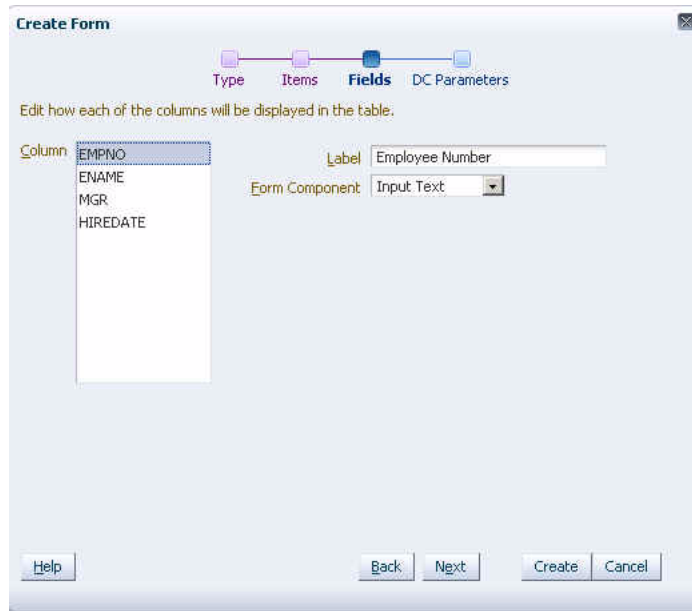 Create Form
Type Items Fields DC Parameters
Edit how each of the columns will be displayed in the table.
Column EMPNO Label Employee Number
ENAME Form Component Input Text
MGR
HIREDATE
Help Back Next Create Cancel